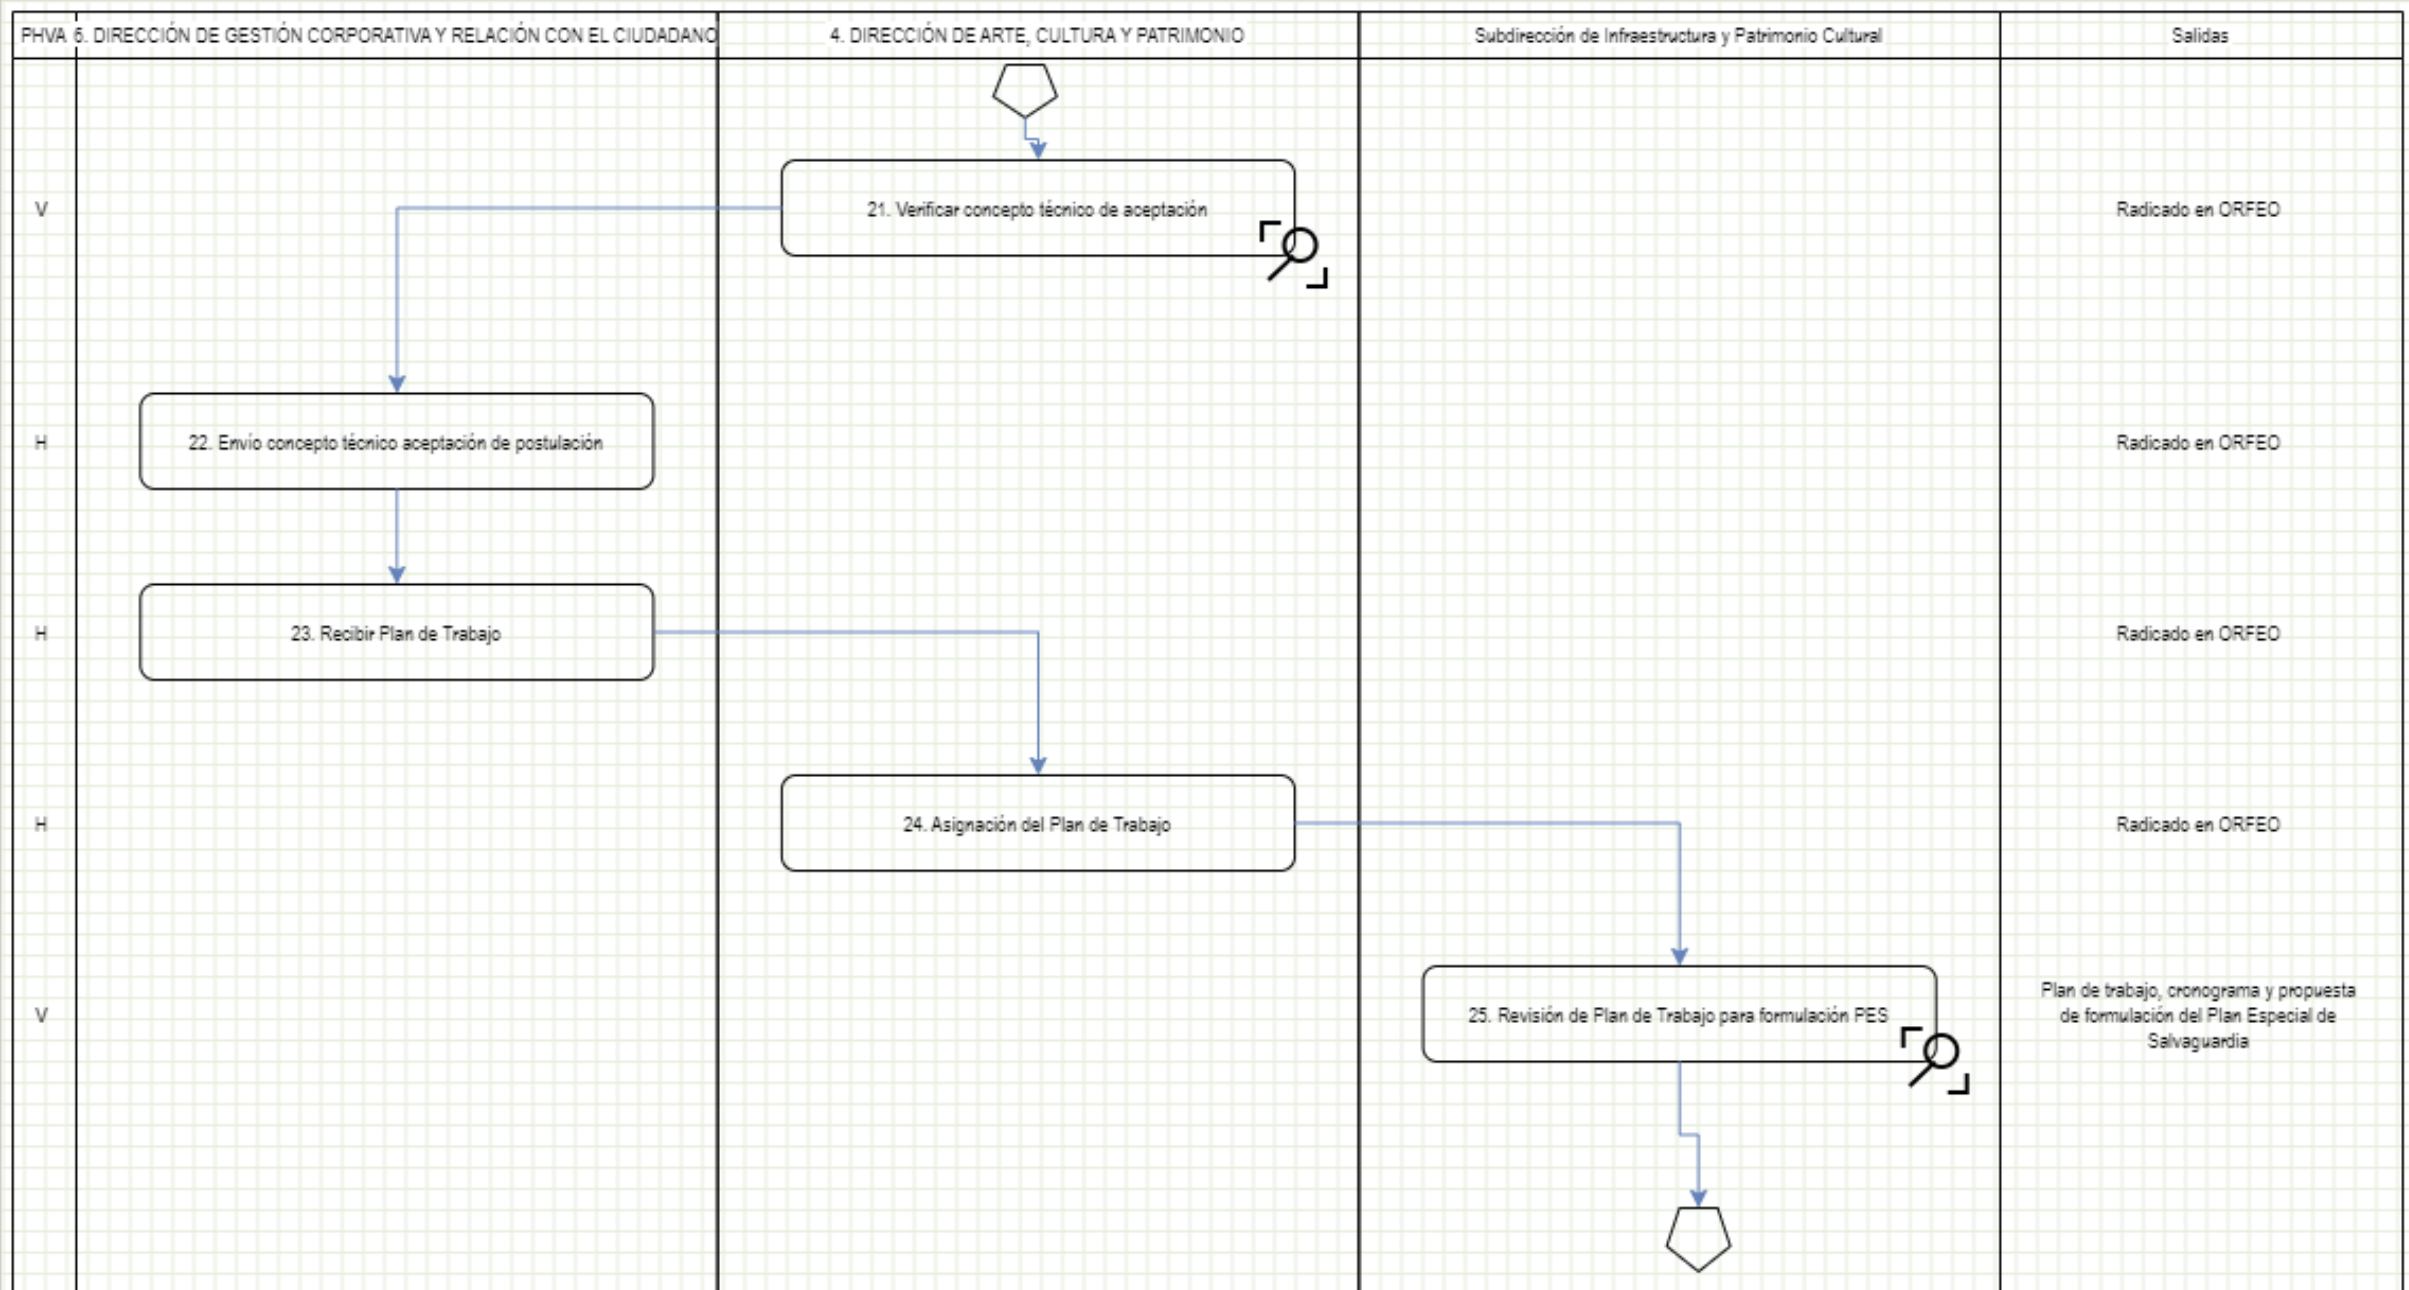 PHVA 6. DIRECCIÓN DE GESTIÓN CORPORATIVA Y RELACIÓN CON EL CIUDADANO 4. DIRECCIÓN DE ARTE, CULTURA Y PATRIMONIO Subdirección de Infraestructura y Patrimonio Cultural Salidas
V 21. Verificar concepto técnico de aceptación Radicado en ORFEO
H 22. Envío concepto técnico aceptación de postulación Radicado en ORFEO
H 23. Recibir Plan de Trabajo Radicado en ORFEO
H 24. Asignación del Plan de Trabajo Radicado en ORFEO
V 25. Revisión de Plan de Trabajo para formulación PES
Plan de trabajo, cronograma y propuesta
de formulación del Plan Especial de
Salvaguardia